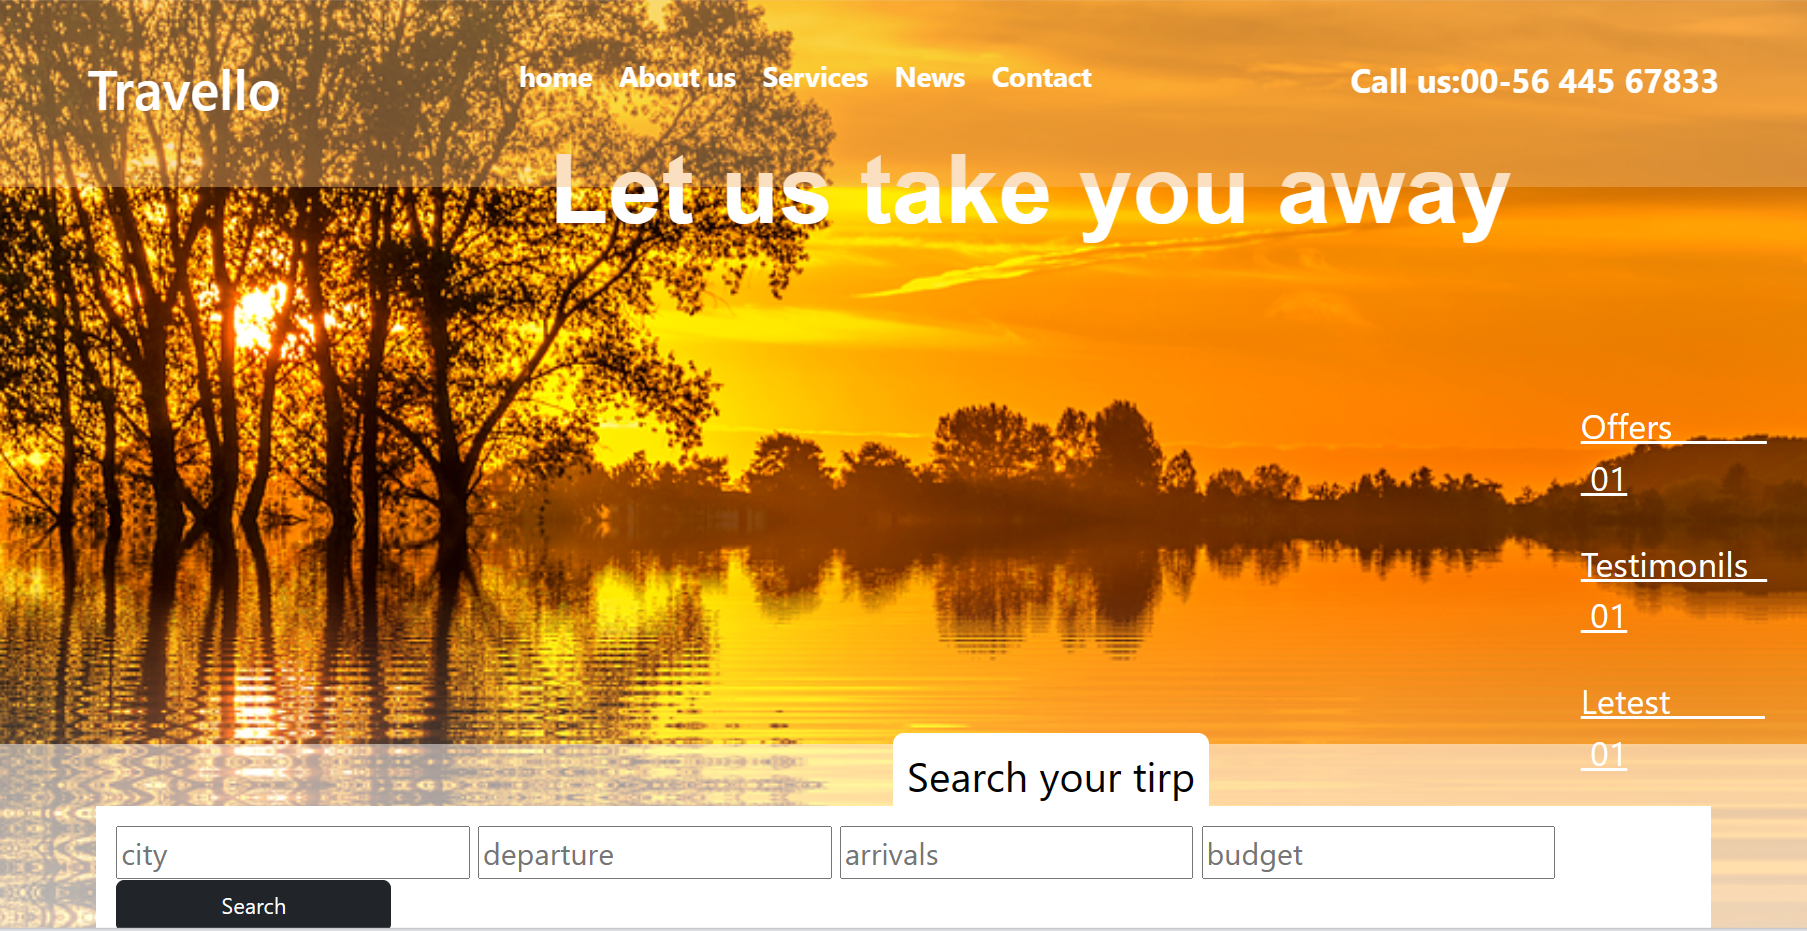 Travello
home About us Services News Contact
Call us:00-56 445 67833
Let us take you away
Offers
01
Testimonils
01
Letest
01
Search your tirp
city
departure
arrivals
budget
Search